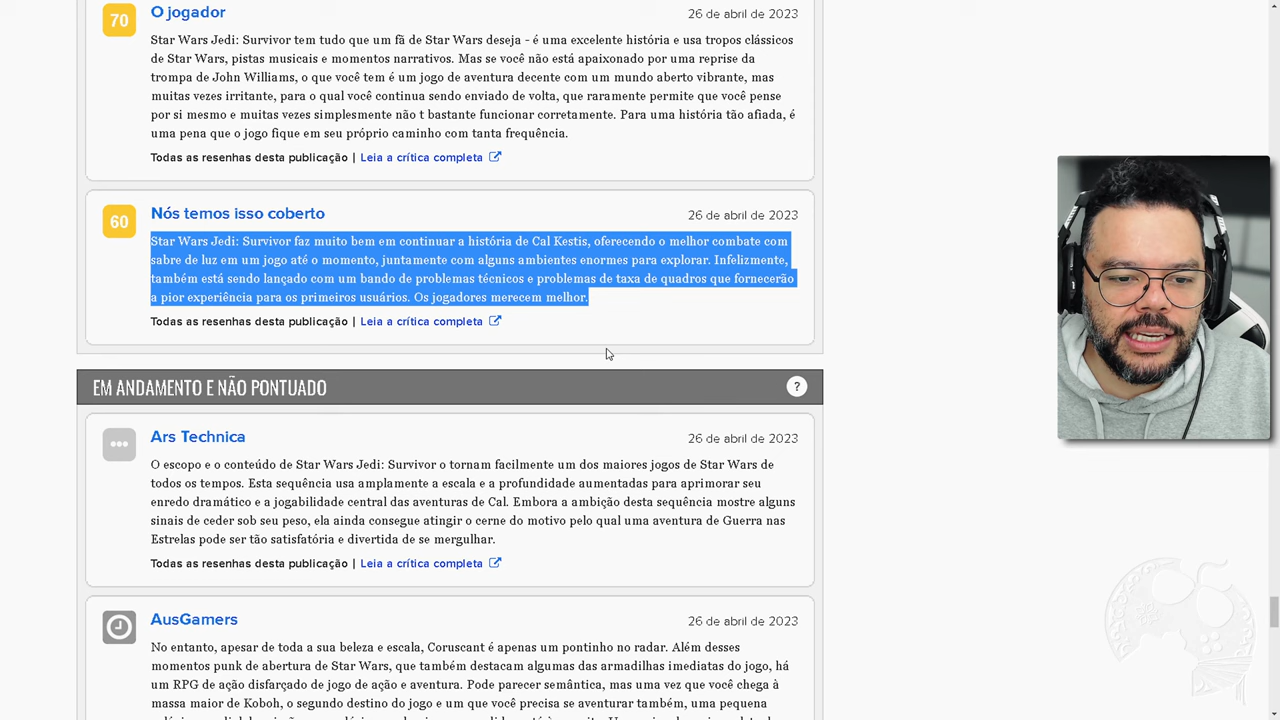 70
O jogador
26 de abril de 2023
Star Wars Jedi: Survivor tem tudo que um fã de Star Wars deseja - é uma excelente história e usa tropos clássicos
de Star Wars, pistas musicais e momentos narrativos. Mas se você não está apaixonado por uma reprise da
trompa de John Williams, o que você tem é um jogo de aventura decente com um mundo aberto vibrante, mas
muitas vezes irritante, para o qual você continua sendo enviado de volta, que raramente permite que você pense
por si mesmo e muitas vezes simplesmente não t bastante funcionar corretamente. Para uma história tão afiada, é
uma pena que o jogo fique em seu próprio caminho com tanta frequência.
Todas as resenhas desta publicação | Leia a crítica completa
60
Nós temos isso coberto
26 de abril de 2023
Star Wars Jedi: Survivor faz muito bem em continuar a história de Cal Kestis, oferecendo o melhor combate com
sabre de luz em um jogo até o momento, juntamente com alguns ambientes enormes para explorar. Infelizmente,
também está sendo lançado com um bando de problemas técnicos e problemas de taxa de quadros que fornecerão
a pior experiência para os primeiros usuários. Os jogadores merecem melhor.
Todas as resenhas desta publicação | Leia a crítica completa
EM ANDAMENTO E NÃO PONTUADO
?
Ars Technica
26 de abril de 2023
O escopo e o conteúdo de Star Wars Jedi: Survivor o tornam facilmente um dos maiores jogos de Star Wars de
todos os tempos. Esta sequência usa amplamente a escala e a profundidade aumentadas para aprimorar seu
enredo dramático e a jogabilidade central das aventuras de Cal. Embora a ambição desta sequência mostre alguns
sinais de ceder sob seu peso, ela ainda consegue atingir o cerne do motivo pelo qual uma aventura de Guerra nas
Estrelas pode ser tão satisfatória e divertida de se mergulhar.
Todas as resenhas desta publicação | Leia a crítica completa
AusGamers
26 de abril de 2023
No entanto, apesar de toda a sua beleza e escala, Coruscant é apenas um pontinho no radar. Além desses
momentos punk de abertura de Star Wars, que também destacam algumas das armadilhas imediatas do jogo, há
um RPG de ação disfarçado de jogo de ação e aventura. Pode parecer semântica, mas uma vez que você chega à
massa maior de Koboh, o segundo destino do jogo e um que você precisa se aventurar também, uma pequena